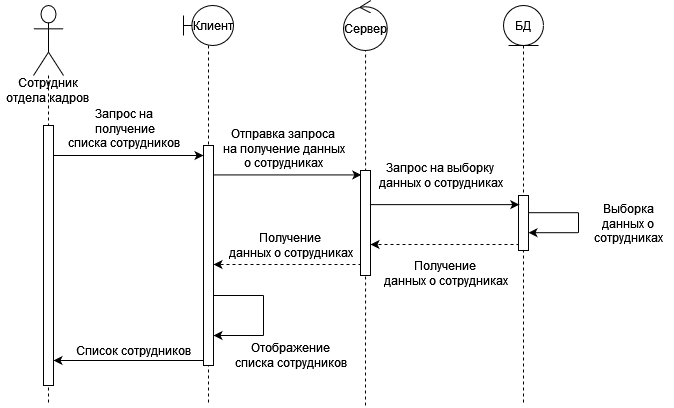 Клиент
Сервер
БД
Сотрудник
отдела кадров
Запрос на
получение
списка сотрудников
Отправка запроса
на получение данных
о сотрудниках
Запрос на выборку
данных о сотрудниках
Выборка
данных о
сотрудниках
Получение
данных о сотрудниках
Получение
данных о сотрудниках
Отображение
списка сотрудников
Список сотрудников